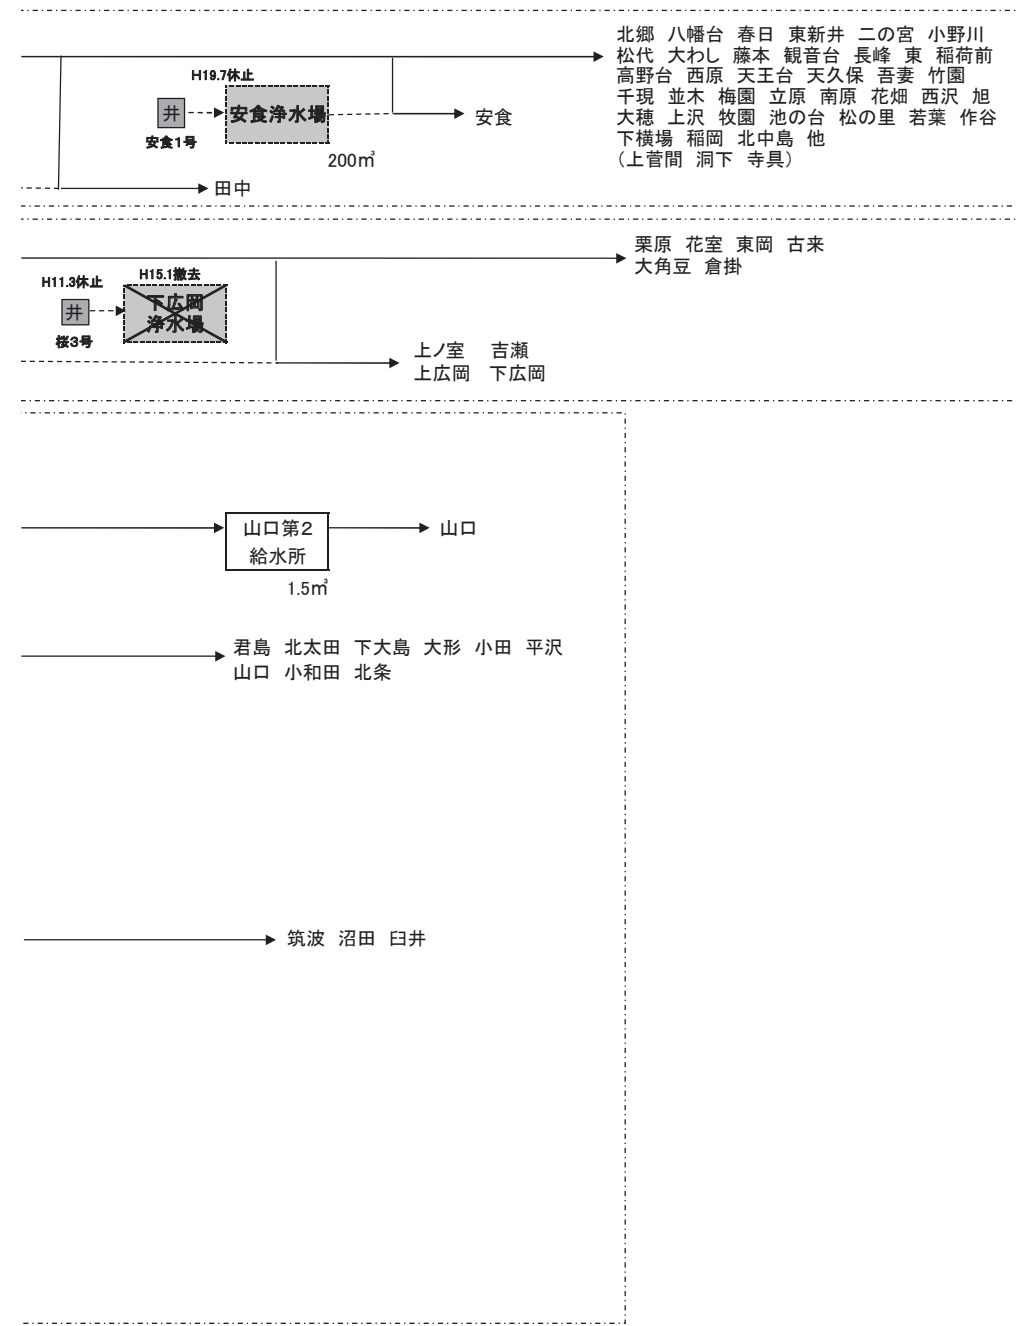 北郷 八幡台 春日 東新井 二の宮 小野川
松代 大わし 藤本 観音台 長峰 東 稲荷前
高野台 西原 天王台 天久保 吾妻 竹園
千現 並木 梅園 立原 南原 花畑 西沢 旭
大穂 上沢 牧園 池の台 松の里 若葉 作谷
下横場 稲岡 北中島 他
(上菅間 洞下 寺具)
H19.7休止
井
安食浄水場
安食
安食1号
200㎥
田中
栗原 花室 東岡 古来
大角豆 倉掛
H11.3休止
H15.1撤去
井
下広岡
浄水場
桜3号
上ノ室 吉瀬
上広岡 下広岡
山口第2
給水所
山口
1.5㎥
君島 北太田 下大島 大形 小田 平沢
山口 小和田 北条
筑波 沼田 臼井